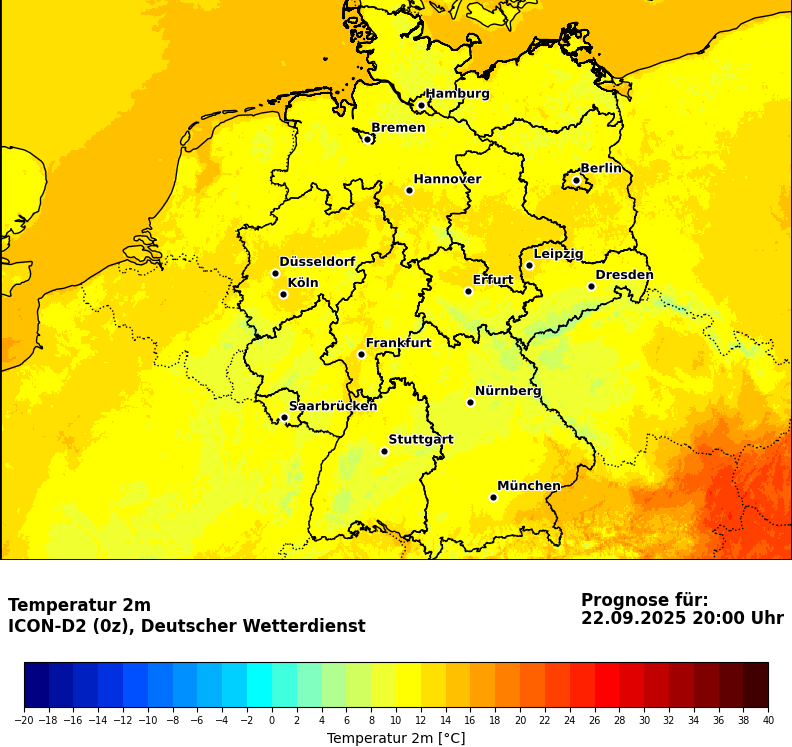 Hamburg
Bremen
Berlin
Hannover
Leipzig
Düsseldorf
Dresden
Köln
Erfurt
Frankfurt
Nürnberg
Saarbrücken
Stuttgart
München
Temperatur 2m
ICON-D2 (0z), Deutscher Wetterdienst
Prognose für:
22.09.2025 20:00 Uhr
−20 −18 −16 −14 −12 −10 −8 −6 −4 −2 0 2 4 6 8 10 12 14 16 18 20 22 24 26 28 30 32 34 36 38 40
Temperatur 2m [°C]